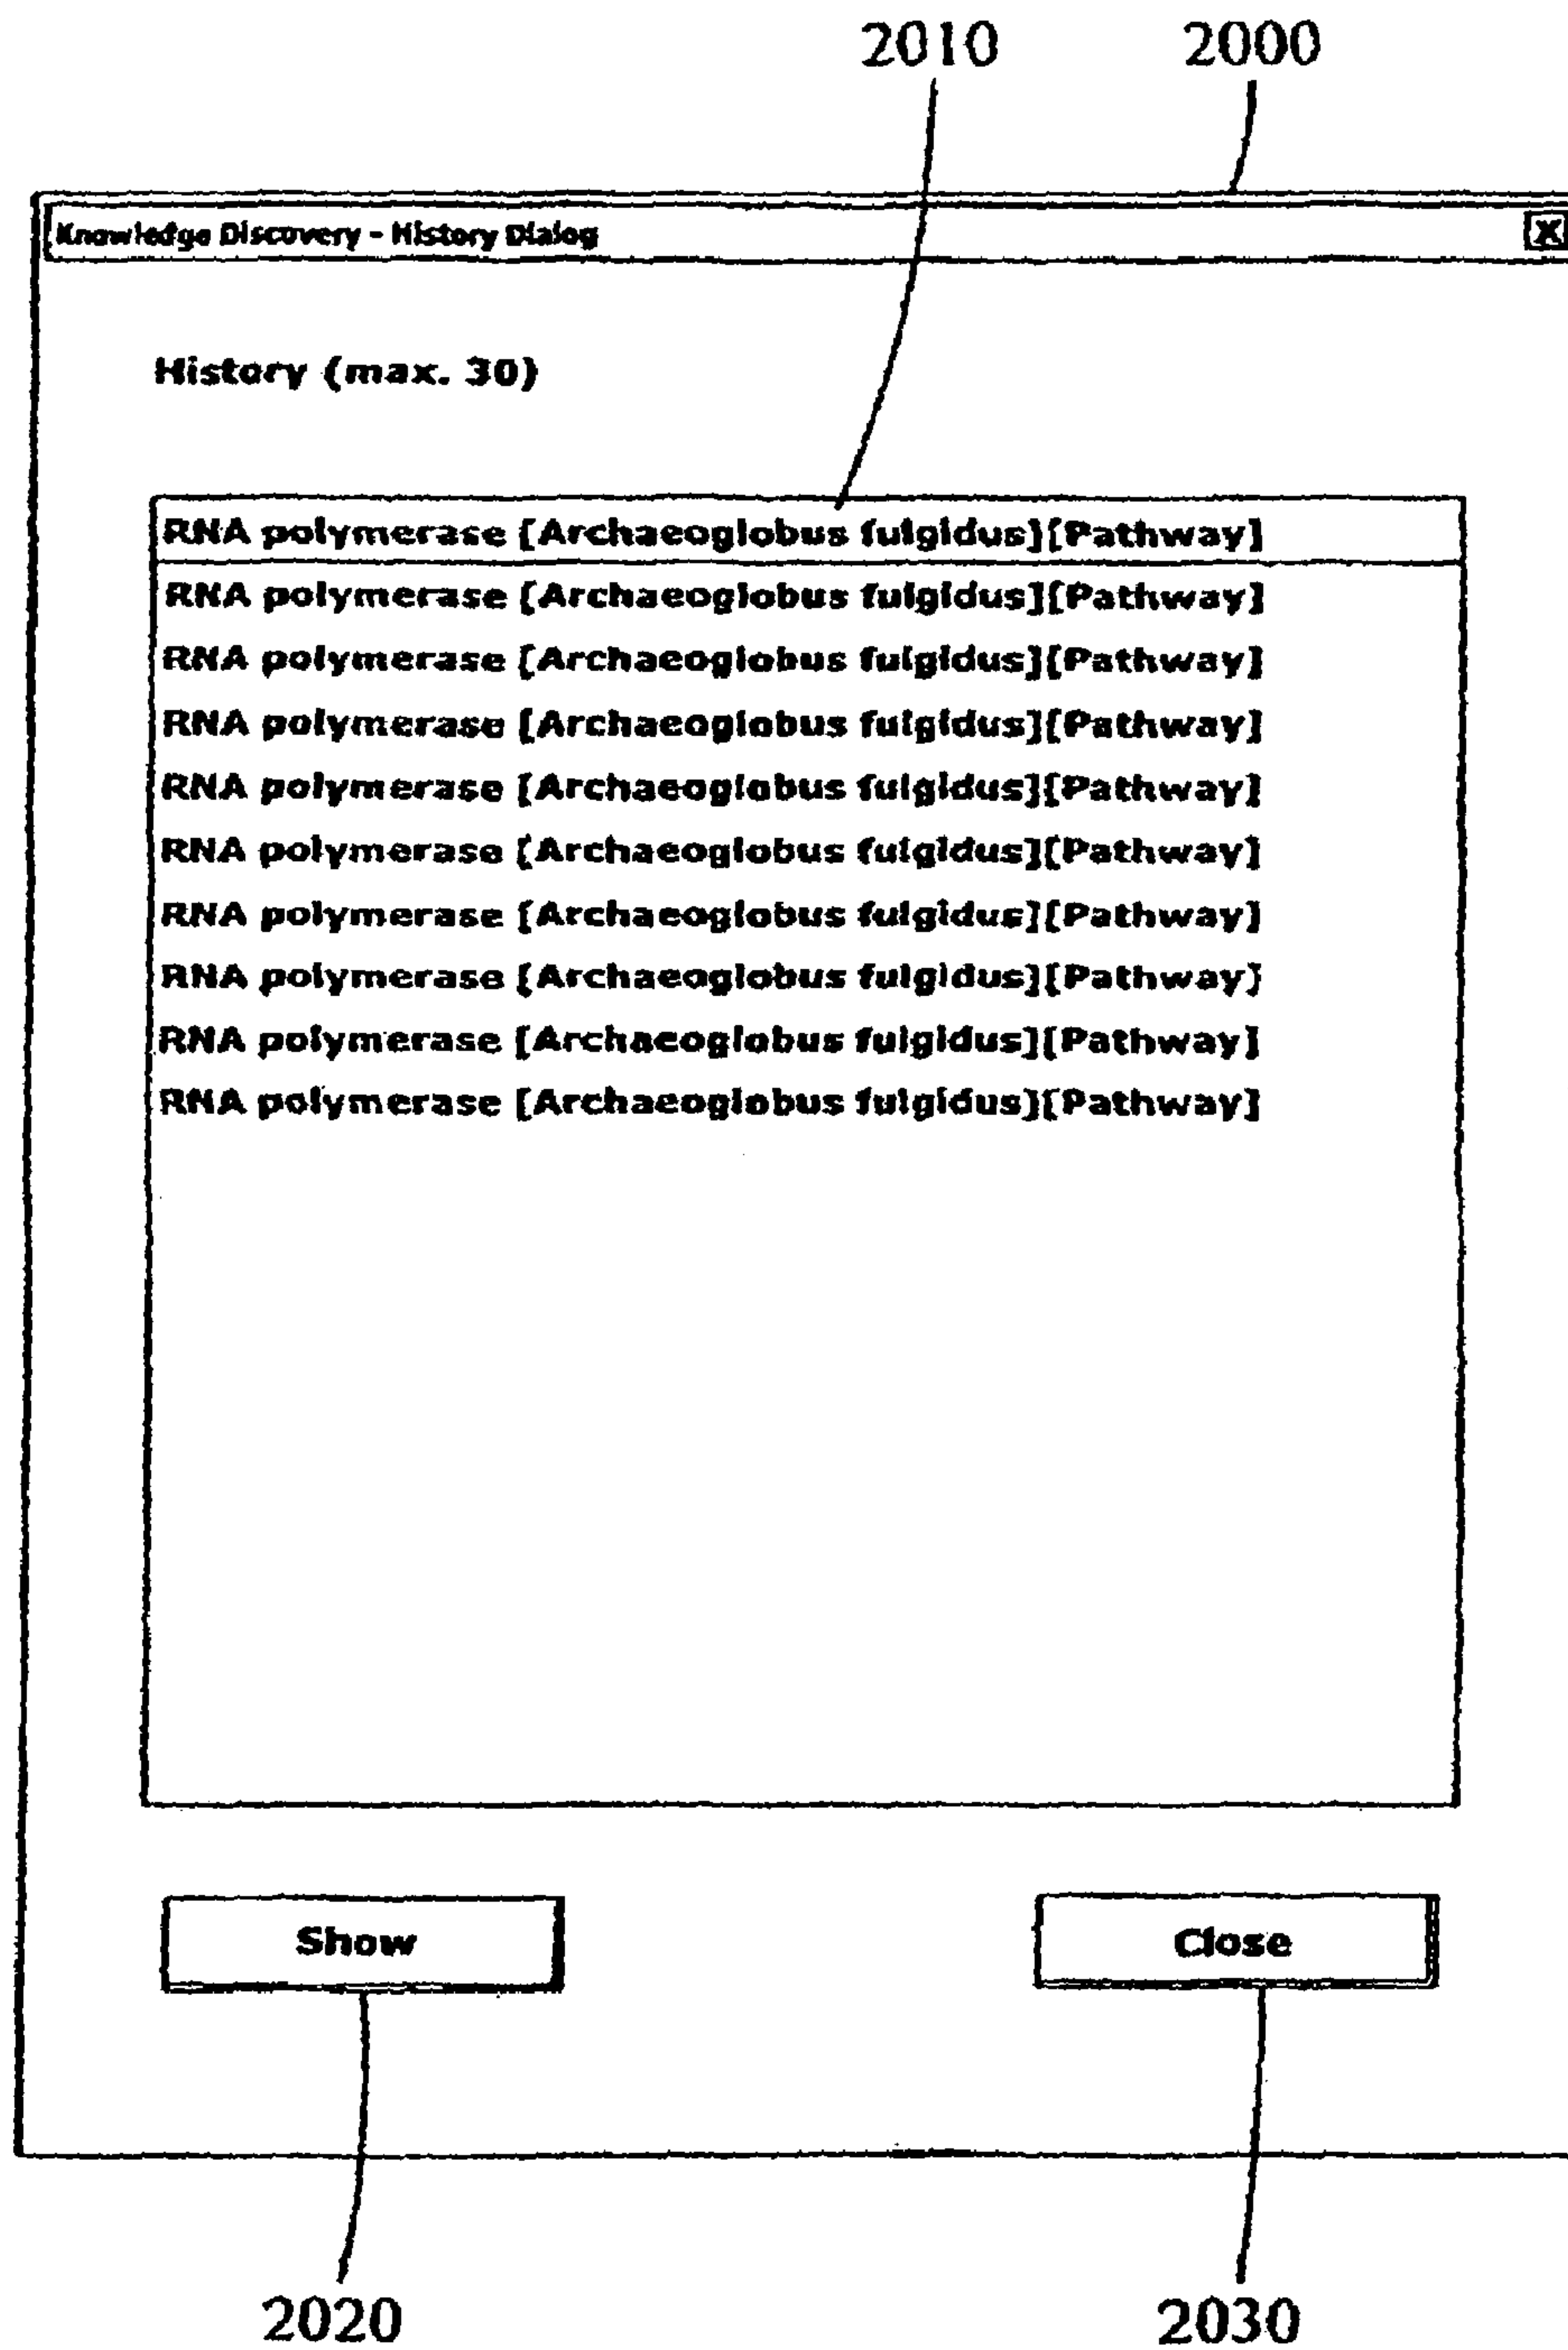 2010 2000
Knowledge Discovery - History Dialog X
History (max. 30)
RNA polymerase [Archaeoglobus fulgidus][Pathway]
RNA polymerase [Archaeoglobus fulgidus][Pathway]
RNA polymerase [Archaeoglobus fulgidus][Pathway]
RNA polymerase [Archaeoglobus fulgidus][Pathway]
RNA polymerase [Archaeoglobus fulgidus][Pathway]
RNA polymerase [Archaeoglobus fulgidus][Pathway]
RNA polymerase [Archaeoglobus fulgidus][Pathway]
RNA polymerase [Archaeoglobus fulgidus][Pathway]
RNA polymerase [Archaeoglobus fulgidus][Pathway]
RNA polymerase [Archaeoglobus fulgidus][Pathway]
Show Close
2020 2030